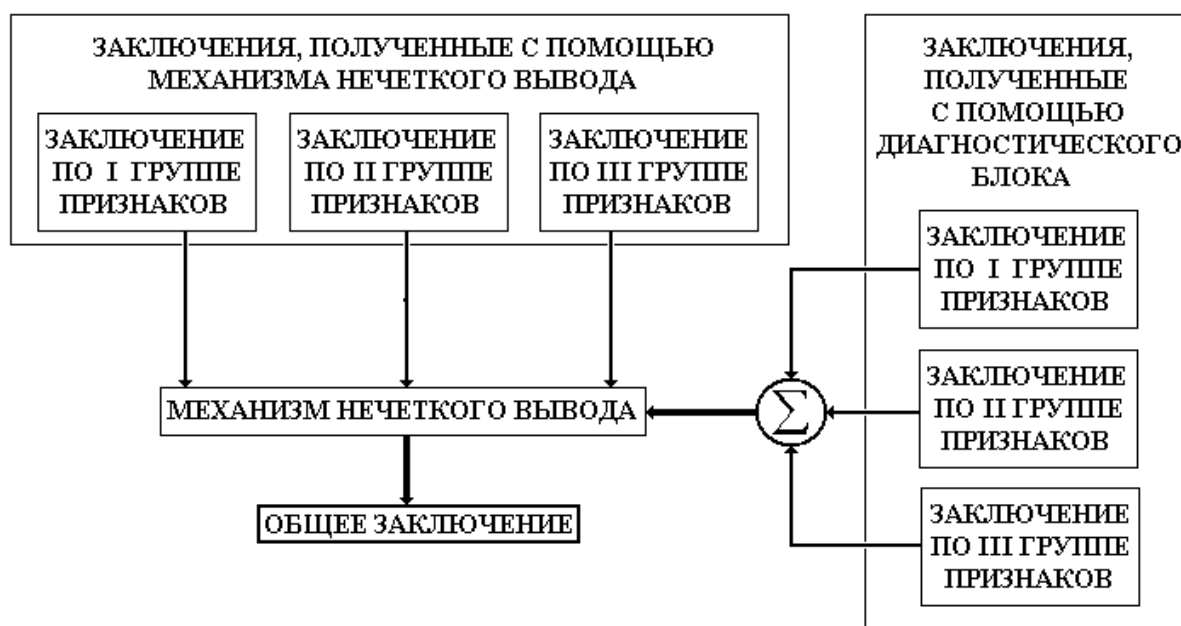 ЗАКЛЮЧЕНИЯ, ПОЛУЧЕННЫЕ С ПОМОЩЬЮ
МЕХАНИЗМА НЕЧЕТКОГО ВЫВОДА
ЗАКЛЮЧЕНИЕ
ПО I ГРУППЕ
ПРИЗНАКОВ
ЗАКЛЮЧЕНИЕ
ПО II ГРУППЕ
ПРИЗНАКОВ
ЗАКЛЮЧЕНИЕ
ПО III ГРУППЕ
ПРИЗНАКОВ
ЗАКЛЮЧЕНИЯ,
ПОЛУЧЕННЫЕ
С ПОМОЩЬЮ
ДИАГНОСТИЧЕСКОГО
БЛОКА
ЗАКЛЮЧЕНИЕ
ПО I ГРУППЕ
ПРИЗНАКОВ
ЗАКЛЮЧЕНИЕ
ПО II ГРУППЕ
ПРИЗНАКОВ
ЗАКЛЮЧЕНИЕ
ПО III ГРУППЕ
ПРИЗНАКОВ
Σ
МЕХАНИЗМ НЕЧЕТКОГО ВЫВОДА
ОБЩЕЕ ЗАКЛЮЧЕНИЕ